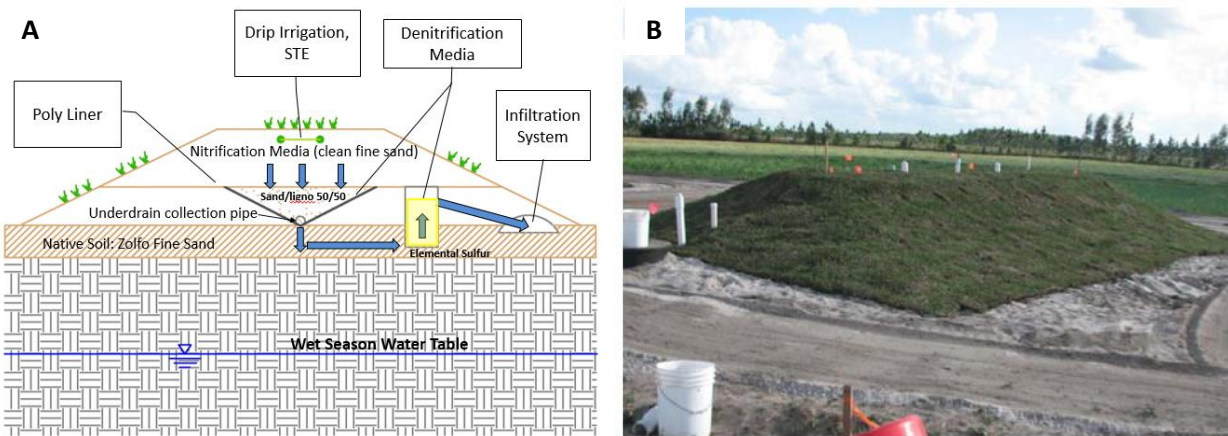 A
Drip Irrigation,
STE
Denitrification
Media
Poly Liner
Infiltration
System
Nitrification Media (clean fine sand)
Sand/ligno 50/50
Underdrain collection pipe
Native Soil: Zolfo Fine Sand
Elemental Sulfur
Wet Season Water Table
B